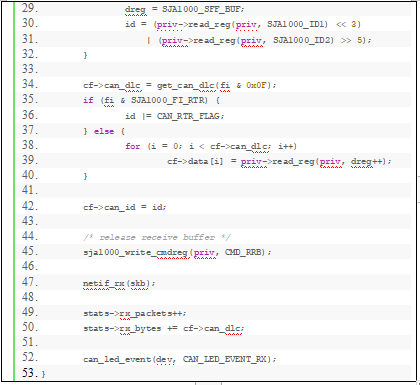 29. dreg = SJA1000_SFF_BUF;
30. id = (priv->read_reg(priv, SJA1000_ID1) << 3)
31. | (priv->read_reg(priv, SJA1000_ID2) >> 5);
32. }
33.
34. cf->can_dlc = get_can_dlc(fi & 0x0F);
35. if (fi & SJA1000_FI_RTR) {
36. id |= CAN_RTR_FLAG;
37. } else {
38. for (i = 0; i < cf->can_dlc; i++)
39. cf->data[i] = priv->read_reg(priv, dreg++);
40. }
41.
42. cf->can_id = id;
43.
44. /* release receive buffer */
45. sja1000_write_cmdreg(priv, CMD_RRB);
46.
47. netif_rx(skb);
48.
49. stats->rx_packets++;
50. stats->rx_bytes += cf->can_dlc;
51.
52. can_led_event(dev, CAN_LED_EVENT_RX);
53. }